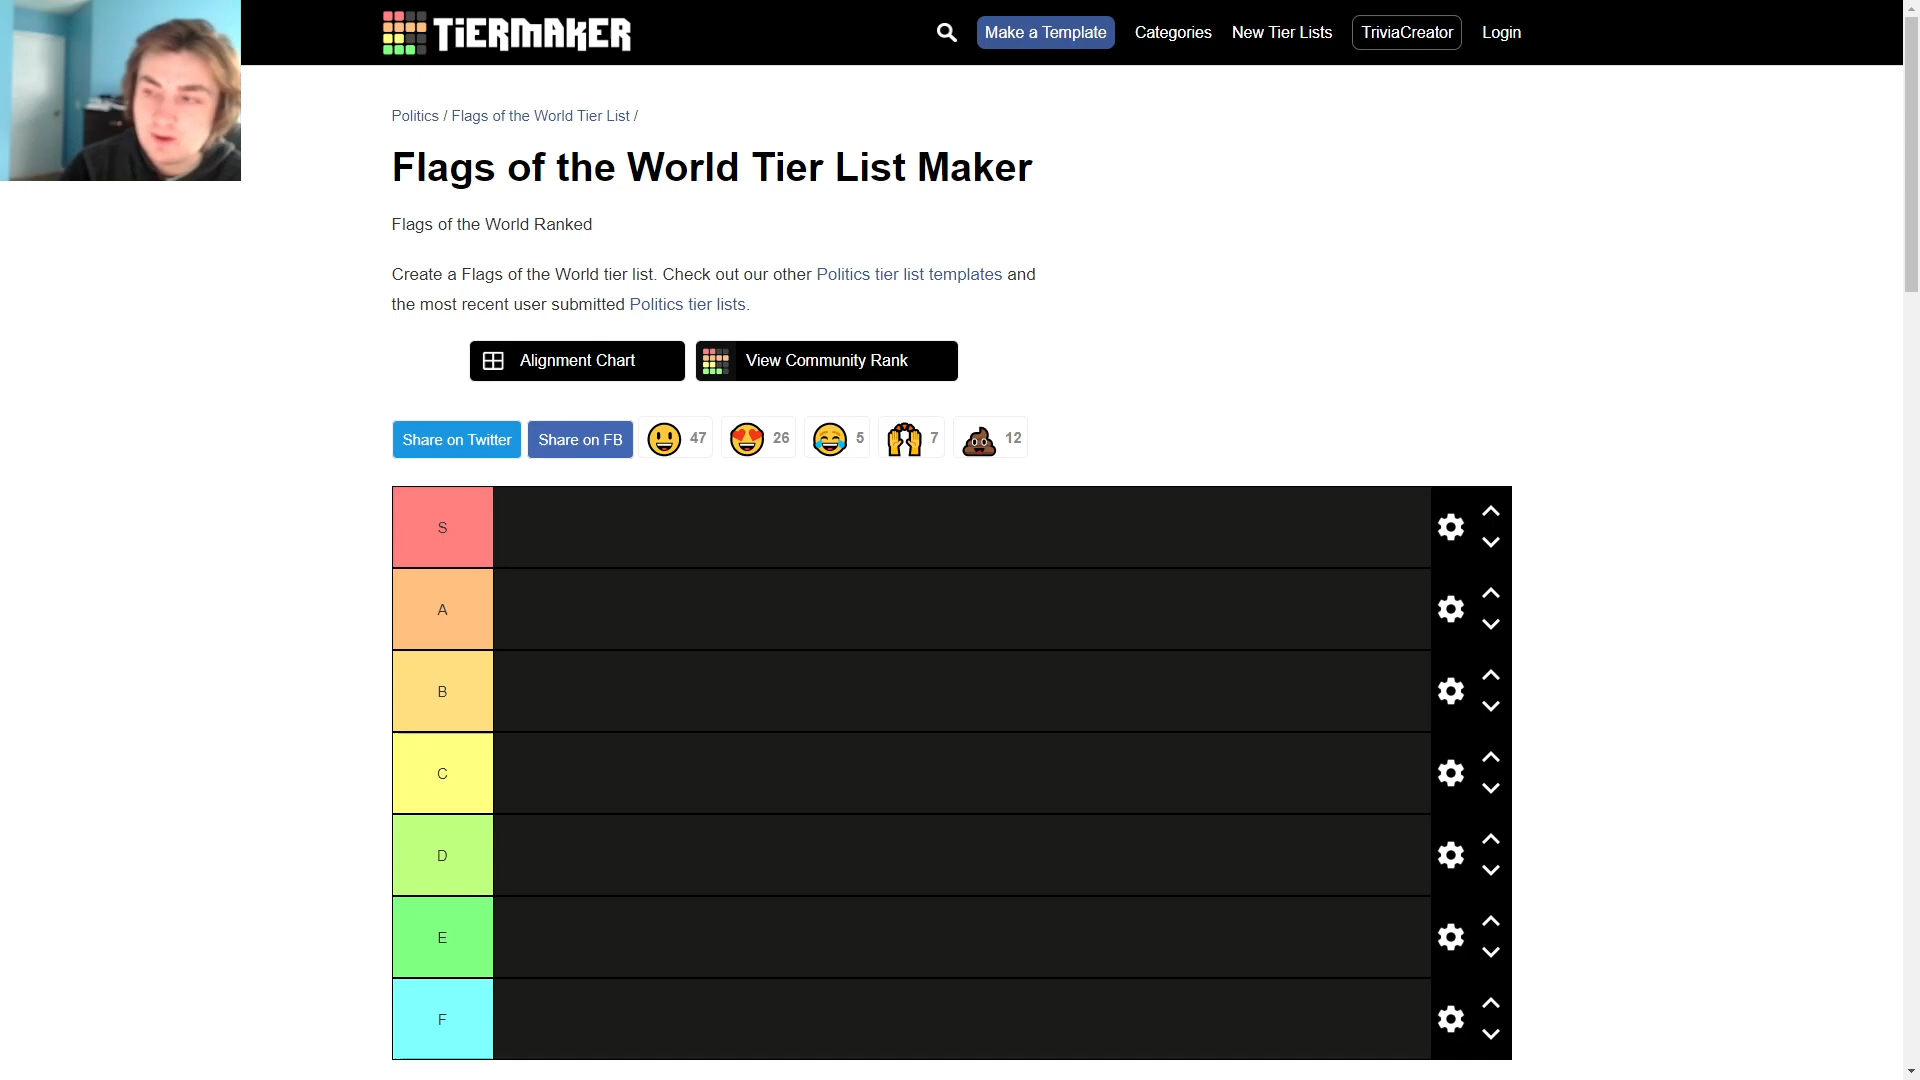 TiERMAKER
Make a Template
Categories
New Tier Lists
TriviaCreator
Login
Politics / Flags of the World Tier List /
Flags of the World Tier List Maker
Flags of the World Ranked
Create a Flags of the World tier list. Check out our other Politics tier list templates and
the most recent user submitted Politics tier lists.
Alignment Chart
View Community Rank
Share on Twitter
Share on FB
47
26
5
7
12
S
A
B
C
D
E
F